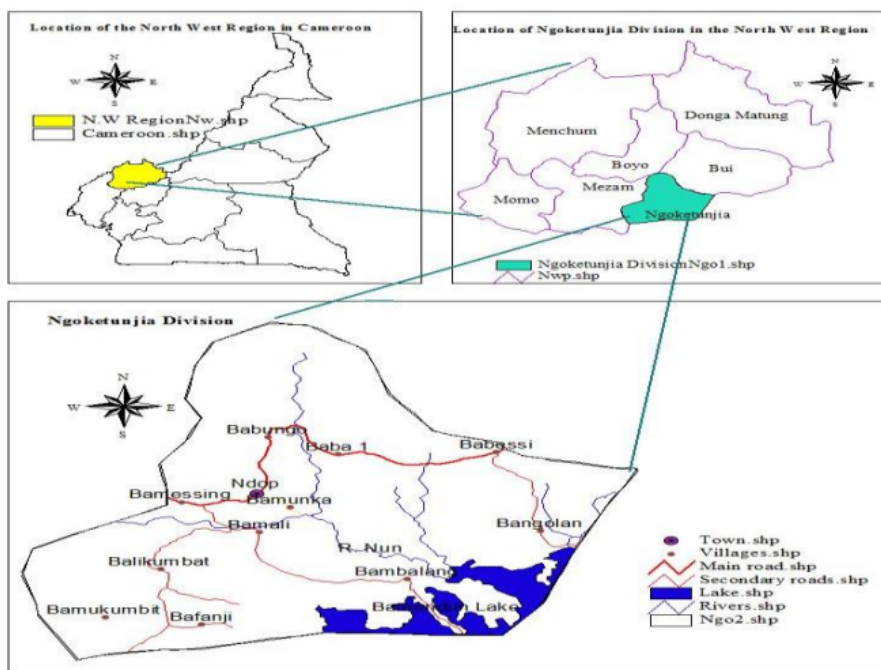 Location of the North West Region in Cameroon
N
W E
S
N.W RegionNw.shp
Cameroon.shp
Location of Ngoketunjia Division in the North West Region
N
W E
S
Donga Matung
Menchum
Boyo
Bui
Momo
Mezam
Ngoketunjia
Ngoketunjia DivisionNgo1.shp
Nwp.shp
Ngoketunjia Division
N
W E
S
Babungo
Baba 1
Babessi
Ndop
Bamessing
Bamunka
Bangolan
Bamali
R. Nun
Balikumbat
Bambalang
Bamukumbit
Bafanji
Lake
Town.shp
Villages.shp
Main road.shp
Secondary roads.shp
Lake.shp
Rivers.shp
Ngo2.shp